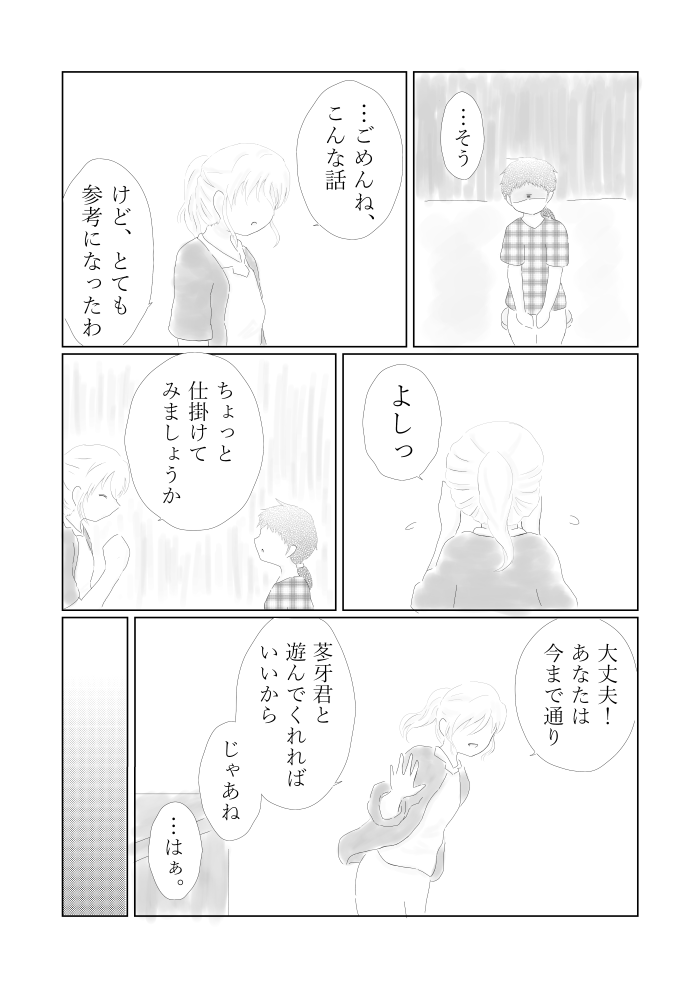 …そう
…ごめんね、
こんな話
けど、とても
参考になったわ
よしっ
ちょっと
仕掛けて
みましょうか
大丈夫！
あなたは
今まで通り
茎牙君と
遊んでくれれば
いいから
じゃあね
…はぁ。